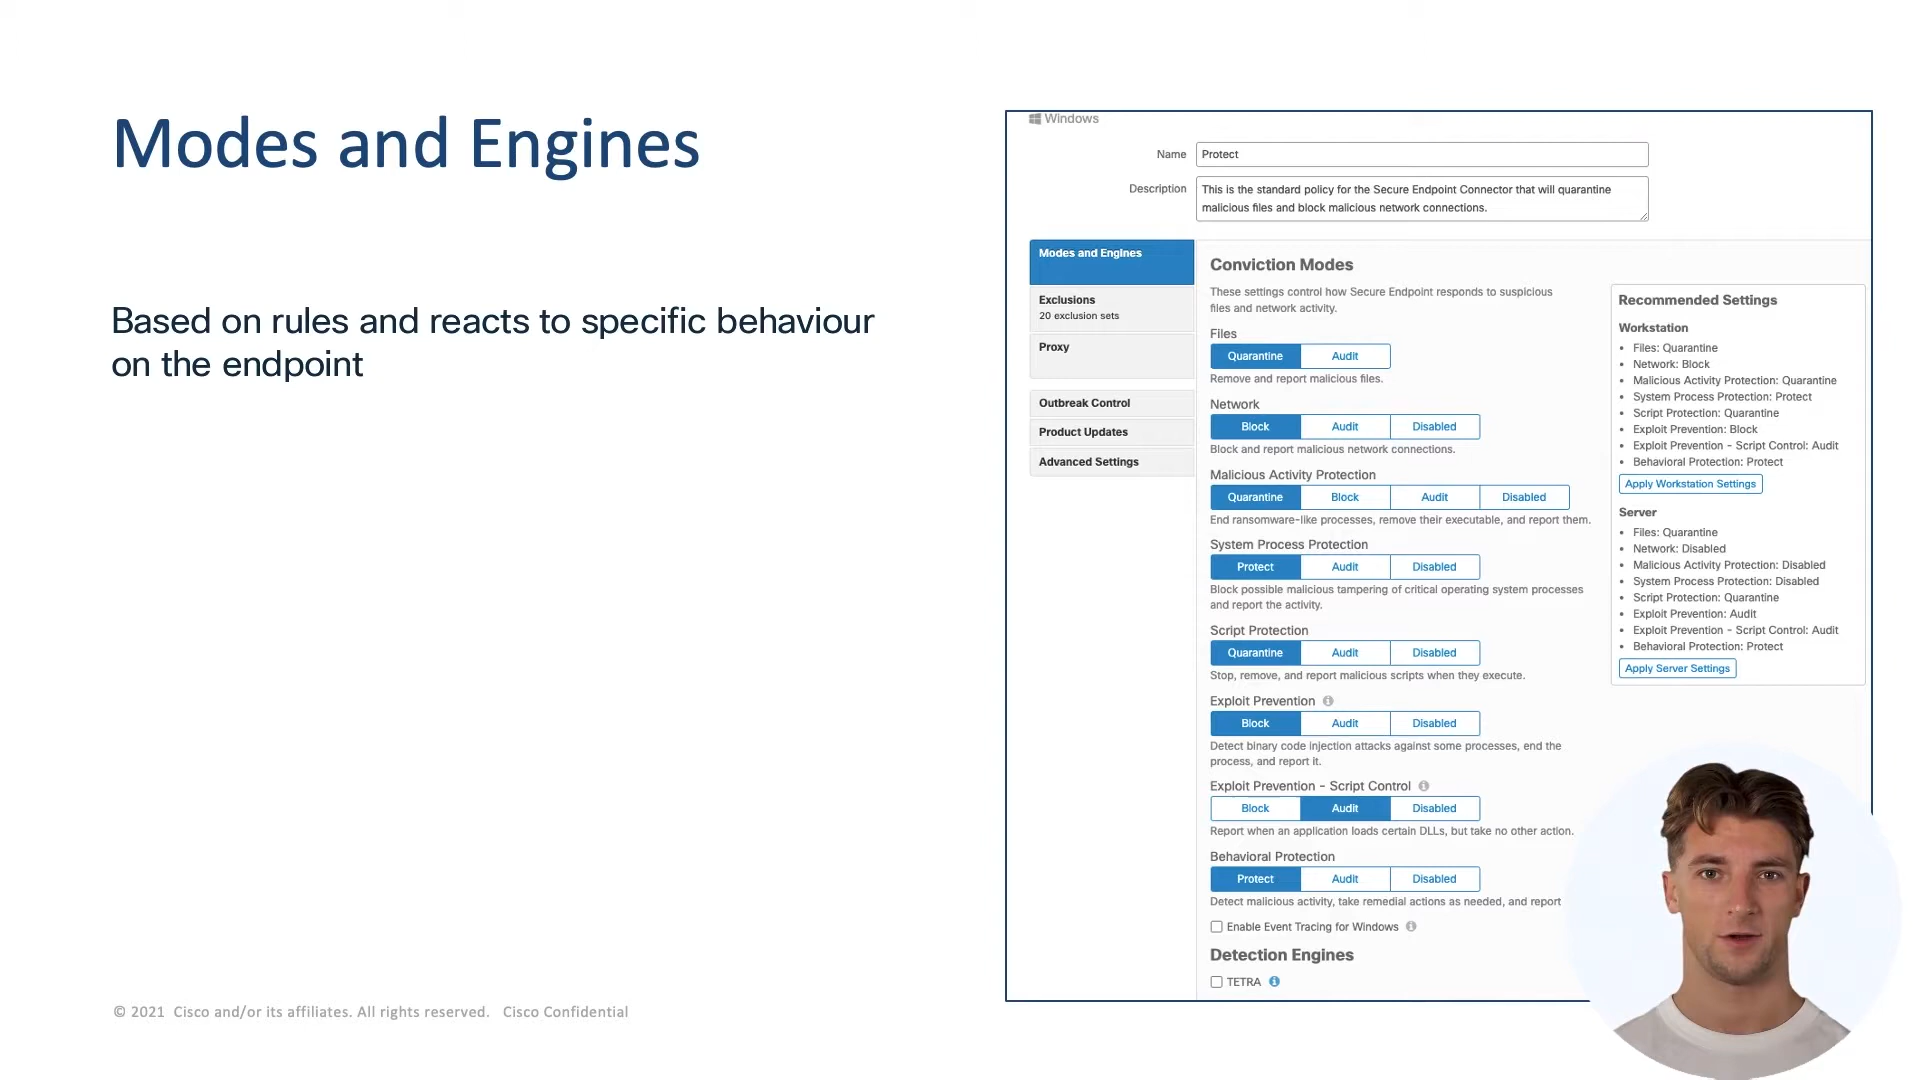 Modes and Engines
Based on rules and reacts to specific behaviour
on the endpoint
Windows
Name
Protect
Description
This is the standard policy for the Secure Endpoint Connector that will quarantine
malicious files and block malicious network connections.
Modes and Engines
Exclusions
20 exclusion sets
Proxy
Outbreak Control
Product Updates
Advanced Settings
Conviction Modes
These settings control how Secure Endpoint responds to suspicious
files and network activity.
Files
Quarantine Audit
Remove and report malicious files.
Network
Block Audit Disabled
Block and report malicious network connections.
Malicious Activity Protection
Quarantine Block Audit Disabled
End ransomware-like processes, remove their executable, and report them.
System Process Protection
Protect Audit Disabled
Block possible malicious tampering of critical operating system processes
and report the activity.
Script Protection
Quarantine Audit Disabled
Stop, remove, and report malicious scripts when they execute.
Exploit Prevention
Block Audit Disabled
Detect binary code injection attacks against some processes, end the
process, and report it.
Exploit Prevention - Script Control
Block Audit Disabled
Report when an application loads certain DLLs, but take no other action.
Behavioral Protection
Protect Audit Disabled
Detect malicious activity, take remedial actions as needed, and report
Enable Event Tracing for Windows
Detection Engines
TETRA
Recommended Settings
Workstation
• Files: Quarantine
• Network: Block
• Malicious Activity Protection: Quarantine
• System Process Protection: Protect
• Script Protection: Quarantine
• Exploit Prevention: Block
• Exploit Prevention - Script Control: Audit
• Behavioral Protection: Protect
Apply Workstation Settings
Server
• Files: Quarantine
• Network: Disabled
• Malicious Activity Protection: Disabled
• System Process Protection: Disabled
• Script Protection: Quarantine
• Exploit Prevention: Audit
• Exploit Prevention - Script Control: Audit
• Behavioral Protection: Protect
Apply Server Settings
© 2021 Cisco and/or its affiliates. All rights reserved. Cisco Confidential